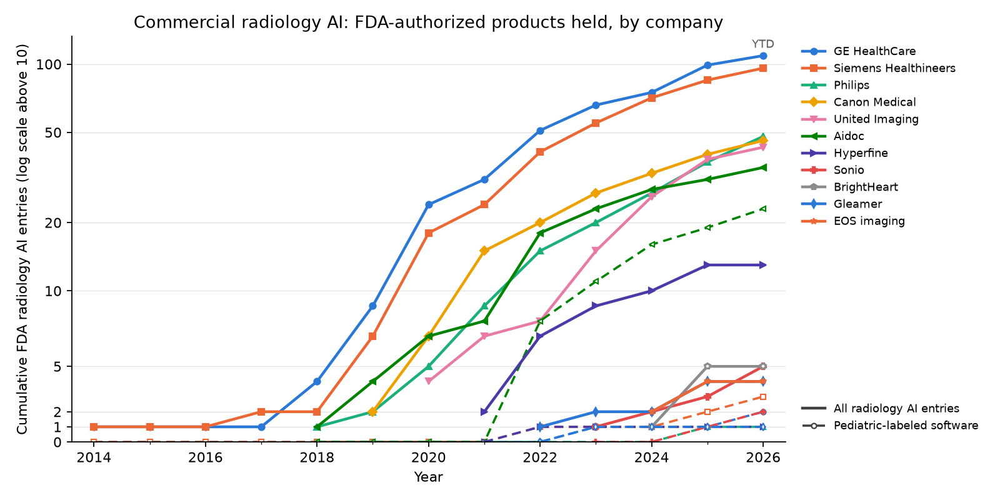 Commercial radiology AI: FDA-authorized products held, by company
YTD
Cumulative FDA radiology AI entries (log scale above 10)
100
50
20
10
5
2
1
0
2014
2016
2018
2020
2022
2024
2026
Year
GE HealthCare
Siemens Healthineers
Philips
Canon Medical
United Imaging
Aidoc
Hyperfine
Sonio
BrightHeart
Gleamer
EOS imaging
All radiology AI entries
Pediatric-labeled software